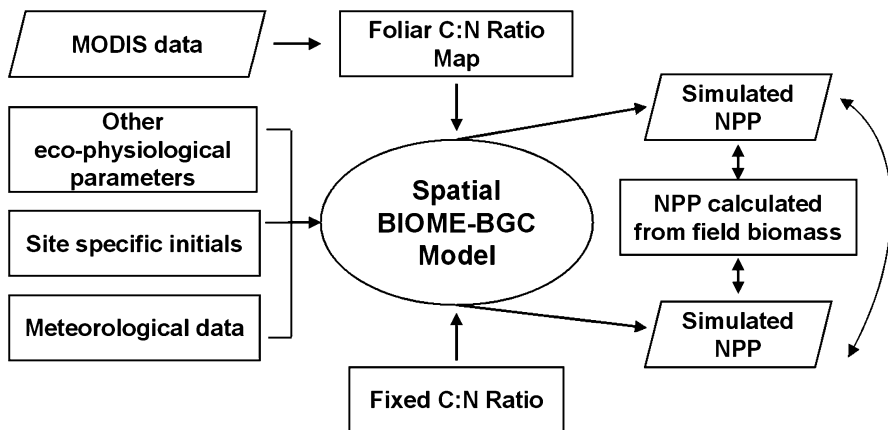 MODIS data
Foliar C:N Ratio
Map
Simulated
NPP
Other
eco-physiological
parameters
Spatial
BIOME-BGC
Model
NPP calculated
from field biomass
Site specific initials
Meteorological data
Simulated
NPP
Fixed C:N Ratio